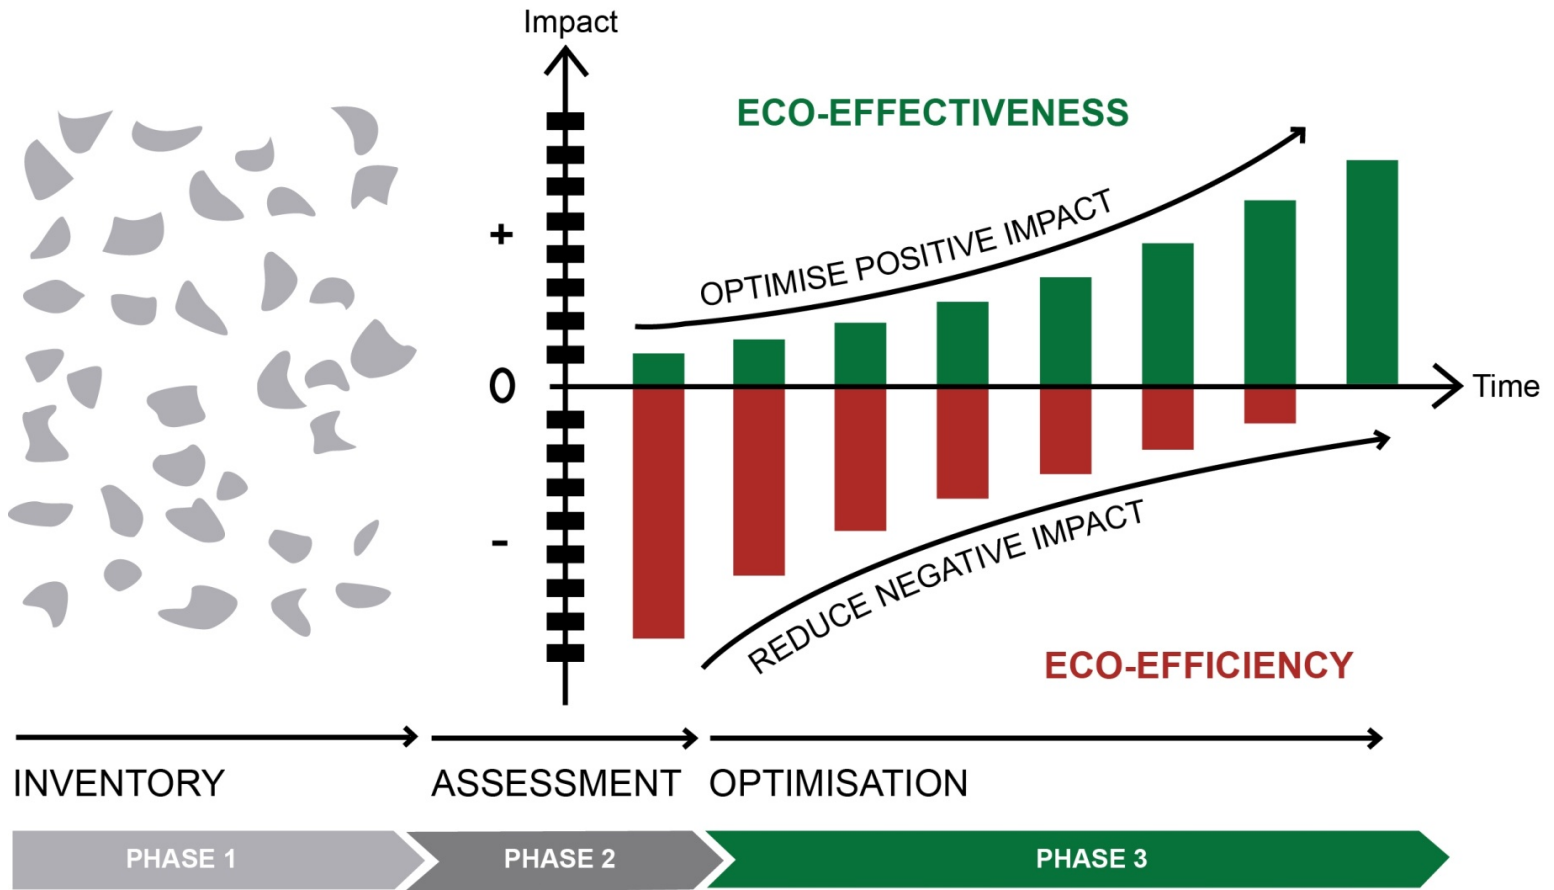 Impact
ECO-EFFECTIVENESS
OPTIMISE POSITIVE IMPACT
+
0
Time
-
REDUCE NEGATIVE IMPACT
ECO-EFFICIENCY
INVENTORY
ASSESSMENT
OPTIMISATION
PHASE 1
PHASE 2
PHASE 3